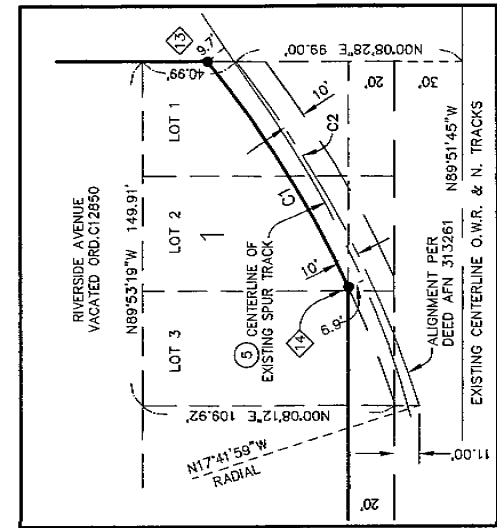 RIVERSIDE AVENUE
VACATED ORD.C12850
N89°53'19"W 149.91'
LOT 3
LOT 2
LOT 1
1
40.99'
9.7'
13
N00°08'28"E 99.00'
N00°08'12"E 109.92'
5
CENTERLINE OF
EXISTING SPUR TRACK
C1
C2
10'
10'
14
6.9'
N17°41'59"W
RADIAL
20'
20'
30'
11.00'
ALIGNMENT PER
DEED AFN 313261
N89°51'45"W
EXISTING CENTERLINE O.W.R. & N. TRACKS